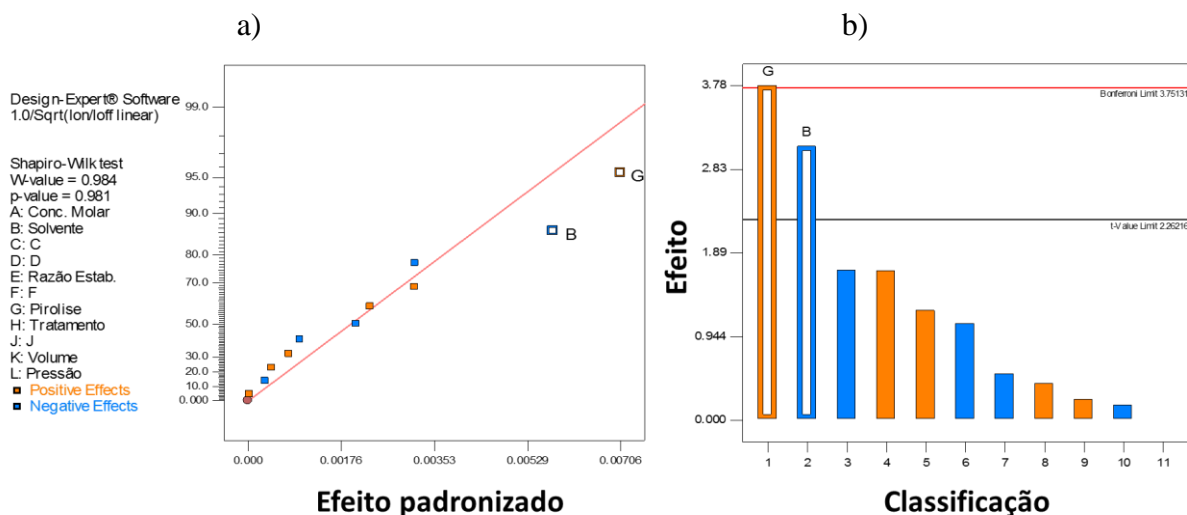 a)
b)
Design-Expert® Software
1.0/Sqrt(Ion/Ioff linear)
Shapiro-Wilk test
W-value = 0.984
p-value = 0.981
A: Conc. Molar
B: Solvente
C: C
D: D
E: Razão Estab.
F: F
G: Pirolise
H: Tratamento
J: J
K: Volume
L: Pressão
Positive Effects
Negative Effects
99.0
95.0
90.0
80.0
70.0
50.0
30.0
20.0
10.0
0.000
G
B
0.000 0.00176 0.00353 0.00529 0.00706
Efeito padronizado
Efeito
3.78
2.83
1.89
0.944
0.000
G
B
Bonferroni Limit 3.75131
t-Value Limit 2.26216
1 2 3 4 5 6 7 8 9 10 11
Classificação